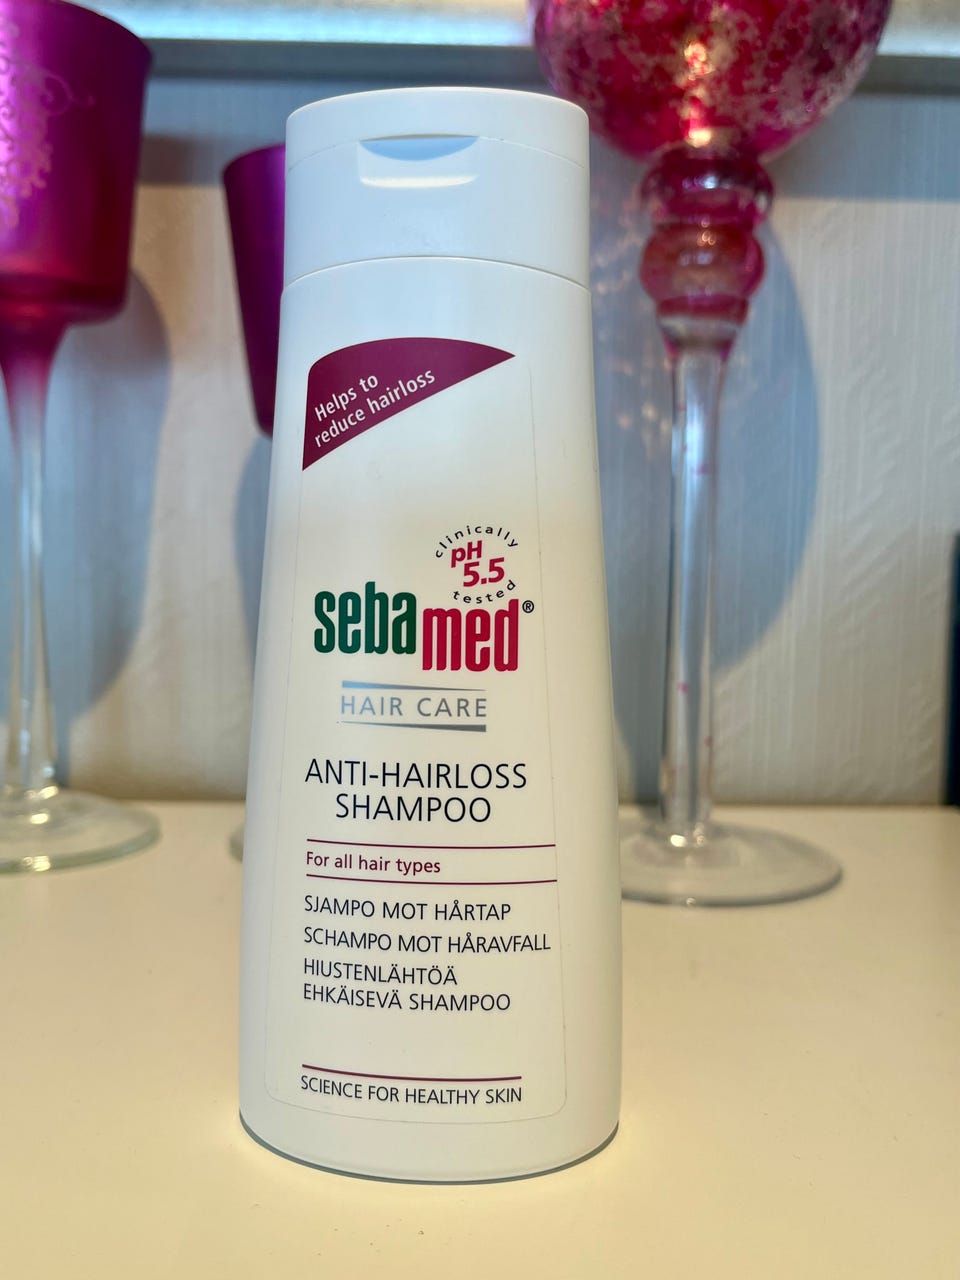 Helps to
reduce hairloss
clinically
pH
5.5
tested
sebamed®
HAIR CARE
ANTI-HAIRLOSS
SHAMPOO
For all hair types
SJAMPO MOT HÅRTAP
SCHAMPO MOT HÅRAVFALL
HIUSTENLÄHTÖÄ
EHKÄISEVÄ SHAMPOO
SCIENCE FOR HEALTHY SKIN